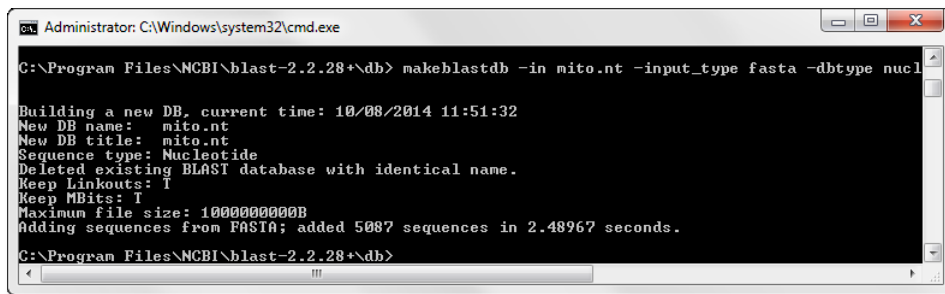 Administrator: C:\Windows\system32\cmd.exe
C:\Program Files\NCBI\blast-2.2.28+\db> makeblastdb -in mito.nt -input_type fasta -dbtype nucl
Building a new DB, current time: 10/08/2014 11:51:32
New DB name:   mito.nt
New DB title:  mito.nt
Sequence type: Nucleotide
Deleted existing BLAST database with identical name.
Keep Linkouts: T
Keep MBits: T
Maximum file size: 1000000000B
Adding sequences from FASTA; added 5087 sequences in 2.48967 seconds.
C:\Program Files\NCBI\blast-2.2.28+\db>